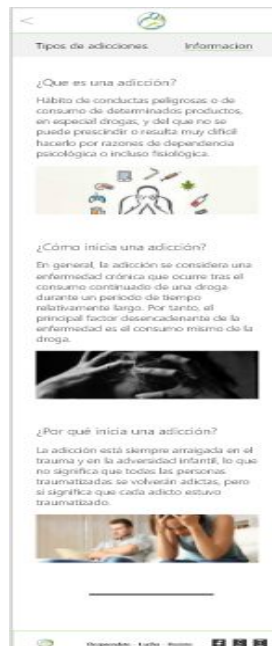 Tipos de adicciones Informacion
¿Que es una adicción?
Hábito de conductas peligrosas o de
consumo de determinados productos,
en especial drogas, y del que no se
puede prescindir o resulta muy difícil
hacerlo por razones de dependencia
psicológica o incluso fisiológica.
¿Cómo inicia una adicción?
En general, la adicción se considera una
enfermedad crónica que ocurre tras el
consumo continuado de una droga
durante un periodo de tiempo
relativamente largo. Por tanto, el
principal factor desencadenante de la
enfermedad es el consumo mismo de la
droga.
¿Por qué inicia una adicción?
La adicción está siempre arraigada en el
trauma y en la adversidad infantil, lo que
no significa que todas las personas
traumatizadas se volverán adictas, pero
si significa que cada adicto estuvo
traumatizado.